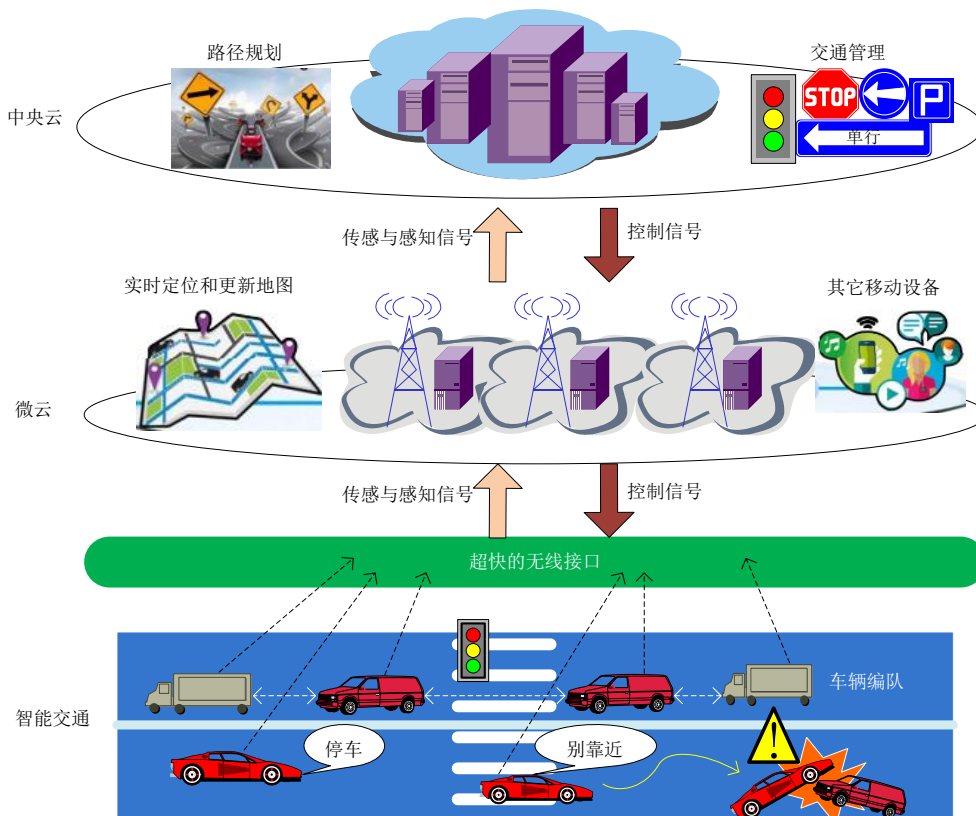 路径规划
交通管理
中央云
STOP
P
单行
传感与感知信号
控制信号
实时定位和更新地图
其它移动设备
微云
传感与感知信号
控制信号
超快的无线接口
车辆编队
智能交通
停车
别靠近